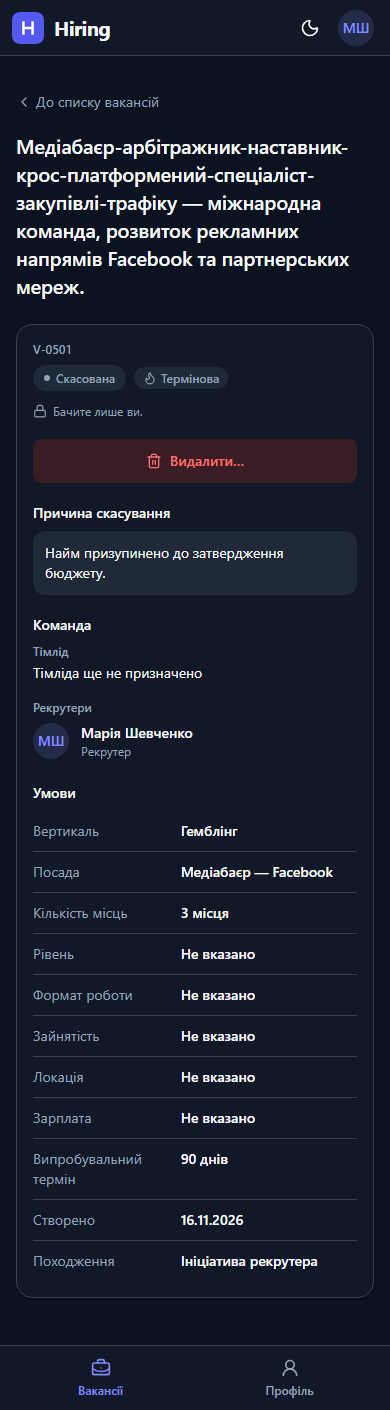 H Hiring
МШ
До списку вакансій
Медіабаєр-арбітражник-наставник-
крос-платформений-спеціаліст-
закупівлі-трафіку — міжнародна
команда, розвиток рекламних
напрямів Facebook та партнерських
мереж.
V-0501
Скасована
Термінова
Бачите лише ви.
Видалити...
Причина скасування
Найм призупинено до затвердження
бюджету.
Команда
Тімлід
Тімліда ще не призначено
Рекрутери
МШ
Марія Шевченко
Рекрутер
Умови
Вертикаль Гемблінг
Посада Медіабаєр — Facebook
Кількість місць 3 місця
Рівень Не вказано
Формат роботи Не вказано
Зайнятість Не вказано
Локація Не вказано
Зарплата Не вказано
Випробувальний 90 днів
термін
Створено 16.11.2026
Походження Ініціатива рекрутера
Вакансії
Профіль